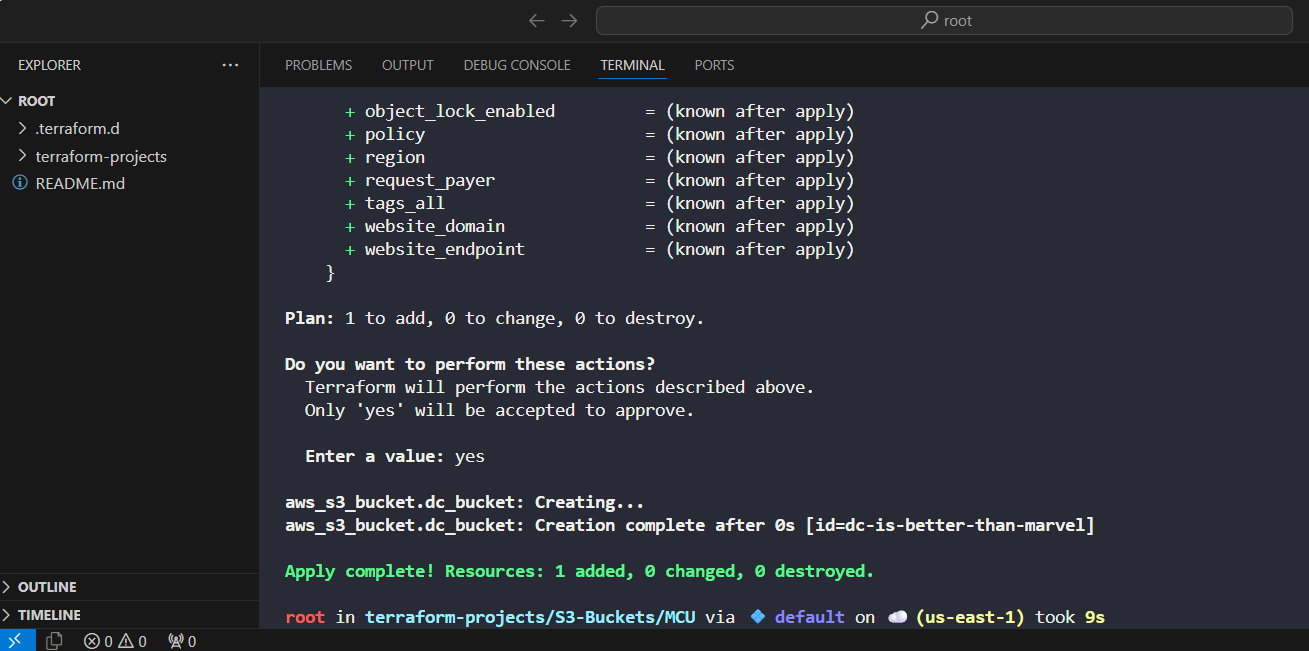 root
EXPLORER ...
PROBLEMS OUTPUT DEBUG CONSOLE TERMINAL PORTS
ROOT
.terraform.d
terraform-projects
README.md
+ object_lock_enabled = (known after apply)
+ policy = (known after apply)
+ region = (known after apply)
+ request_payer = (known after apply)
+ tags_all = (known after apply)
+ website_domain = (known after apply)
+ website_endpoint = (known after apply)
}
Plan: 1 to add, 0 to change, 0 to destroy.
Do you want to perform these actions?
Terraform will perform the actions described above.
Only 'yes' will be accepted to approve.
Enter a value: yes
aws_s3_bucket.dc_bucket: Creating...
aws_s3_bucket.dc_bucket: Creation complete after 0s [id=dc-is-better-than-marvel]
Apply complete! Resources: 1 added, 0 changed, 0 destroyed.
root in terraform-projects/S3-Buckets/MCU via default on (us-east-1) took 9s
OUTLINE
TIMELINE
0 0 0